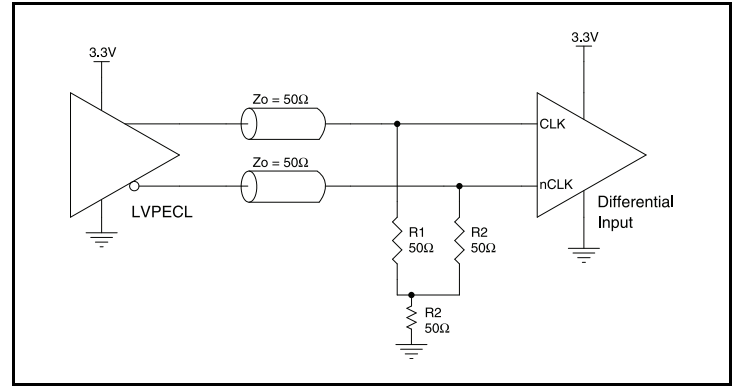 3.3V
3.3V
Zo = 50Ω
CLK
Zo = 50Ω
nCLK
LVPECL
Differential
Input
R1
50Ω
R2
50Ω
R2
50Ω